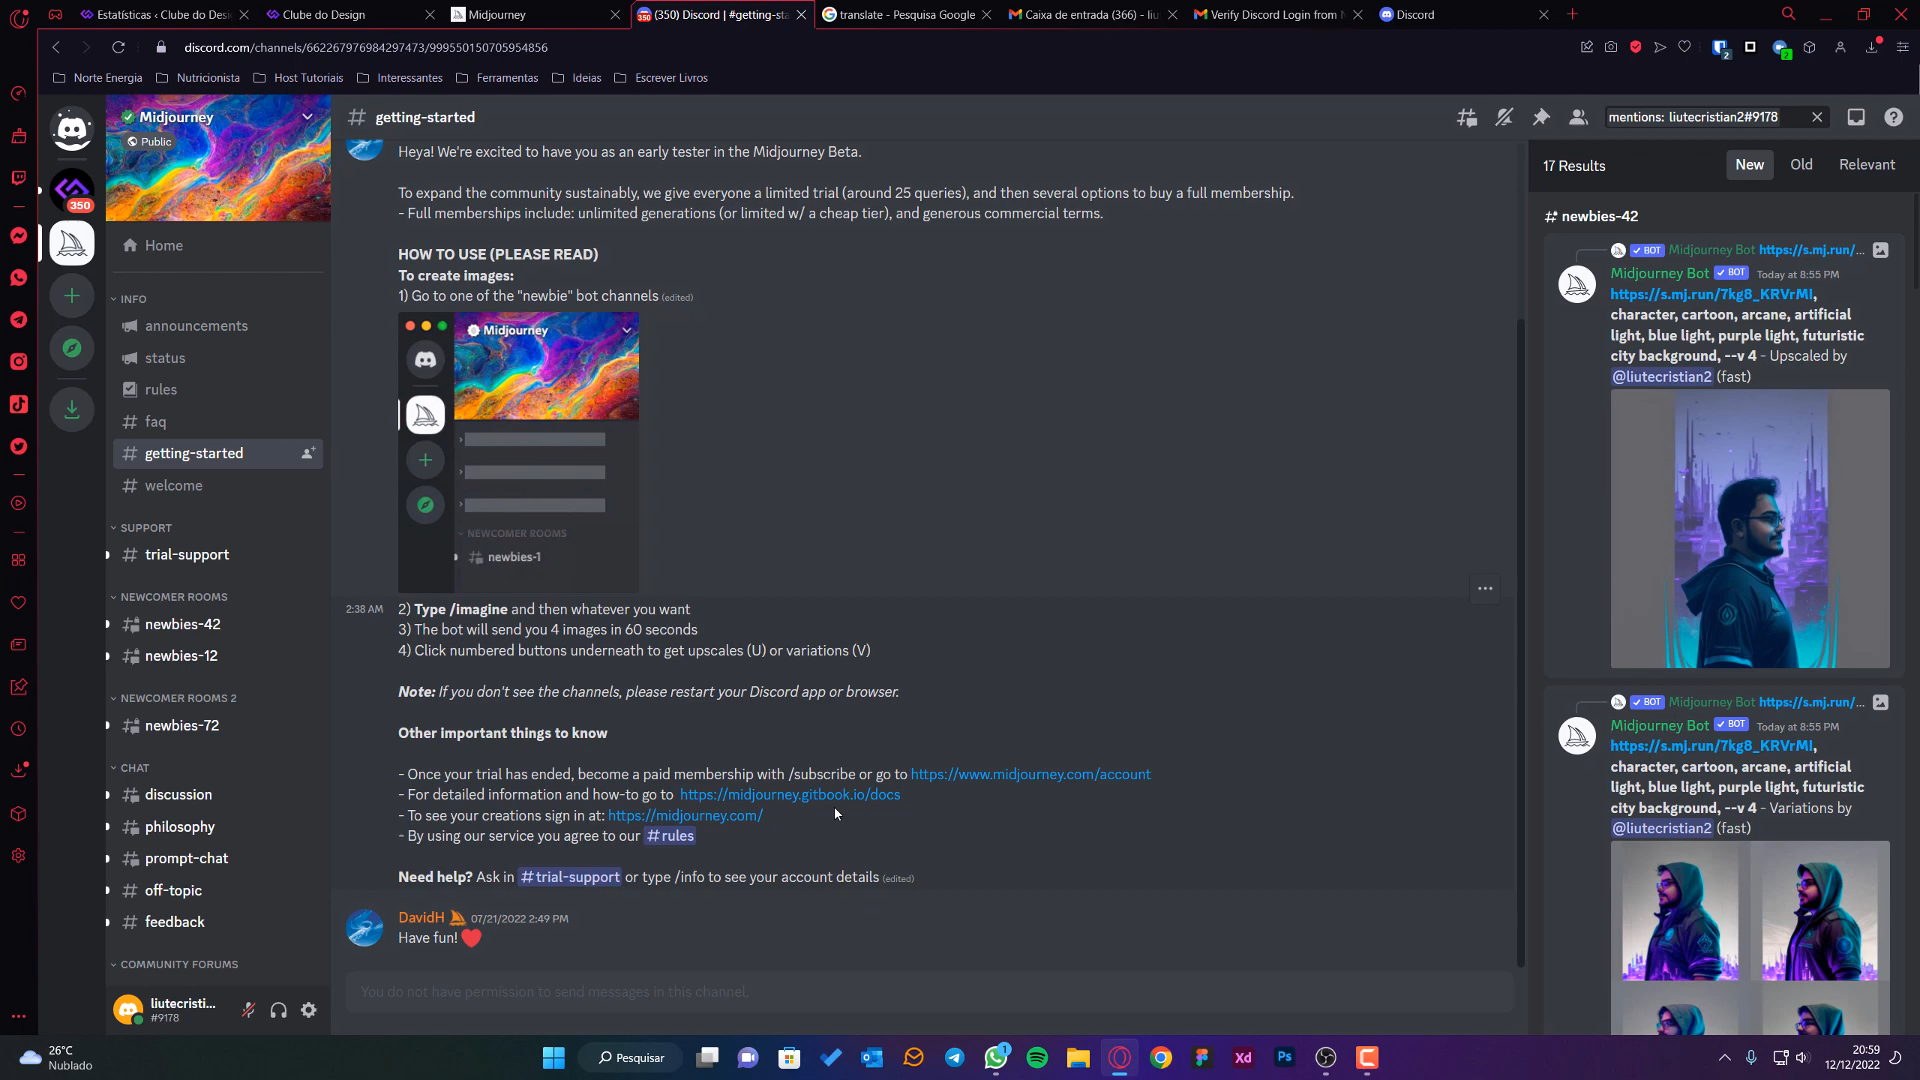 Estatísticas ‹ Clube do Desi
Clube do Design
Midjourney
(350) Discord | #getting-sta
translate - Pesquisa Google
Caixa de entrada (366) - liu
Verify Discord Login from N
Discord
discord.com/channels/662267976984297473/999550150705954856
2
2
Norte Energia
Nutricionista
Host Tutoriais
Interessantes
Ferramentas
Ideias
Escrever Livros
Midjourney
Public
350
Home
INFO
announcements
status
rules
faq
getting-started
welcome
SUPPORT
trial-support
NEWCOMER ROOMS
newbies-42
newbies-12
NEWCOMER ROOMS 2
newbies-72
CHAT
discussion
philosophy
prompt-chat
off-topic
feedback
COMMUNITY FORUMS
liutecristi...
#9178
getting-started
Heya! We're excited to have you as an early tester in the Midjourney Beta.
To expand the community sustainably, we give everyone a limited trial (around 25 queries), and then several options to buy a full membership.
- Full memberships include: unlimited generations (or limited w/ a cheap tier), and generous commercial terms.
HOW TO USE (PLEASE READ)
To create images:
1) Go to one of the "newbie" bot channels (edited)
Midjourney
NEWCOMER ROOMS
newbies-1
2:38 AM
2) Type /imagine and then whatever you want
3) The bot will send you 4 images in 60 seconds
4) Click numbered buttons underneath to get upscales (U) or variations (V)
Note: If you don't see the channels, please restart your Discord app or browser.
Other important things to know
- Once your trial has ended, become a paid membership with /subscribe or go to https://www.midjourney.com/account
- For detailed information and how-to go to https://midjourney.gitbook.io/docs
- To see your creations sign in at: https://midjourney.com/
- By using our service you agree to our #rules
Need help? Ask in #trial-support or type /info to see your account details (edited)
DavidH 07/21/2022 2:49 PM
Have fun!
You do not have permission to send messages in this channel.
mentions: liutecristian2#9178
17 Results
New
Old
Relevant
newbies-42
BOT Midjourney Bot https://s.mj.run/...
Midjourney Bot BOT Today at 8:55 PM
https://s.mj.run/7kg8_KRVrMI,
character, cartoon, arcane, artificial
light, blue light, purple light, futuristic
city background, --v 4 - Upscaled by
@liutecristian2 (fast)
BOT Midjourney Bot https://s.mj.run/...
Midjourney Bot BOT Today at 8:55 PM
https://s.mj.run/7kg8_KRVrMI,
character, cartoon, arcane, artificial
light, blue light, purple light, futuristic
city background, --v 4 - Variations by
@liutecristian2 (fast)
26°C
Nublado
Pesquisar
1
Xd
Ps
20:59
12/12/2022